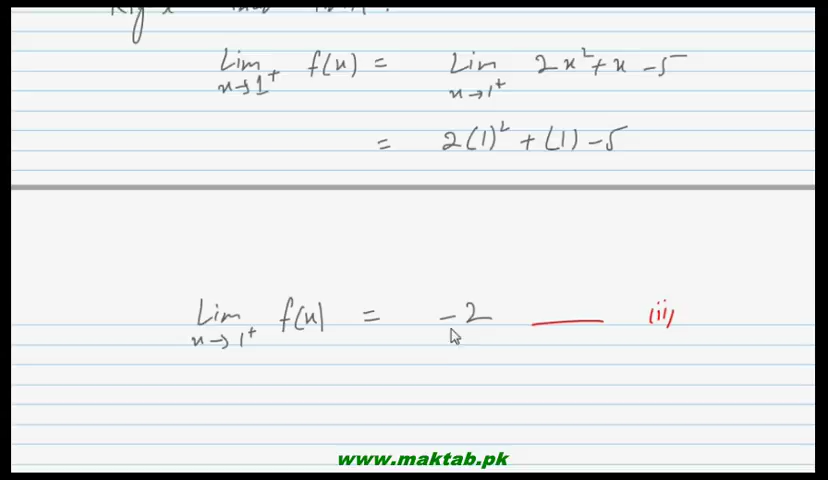 Lim x→1⁺ f(x) = Lim x→1⁺ 2x² + x - 5
= 2(1)² + (1) - 5
Lim x→1⁺ f(x) = -2 ——— (ii)
www.maktab.pk